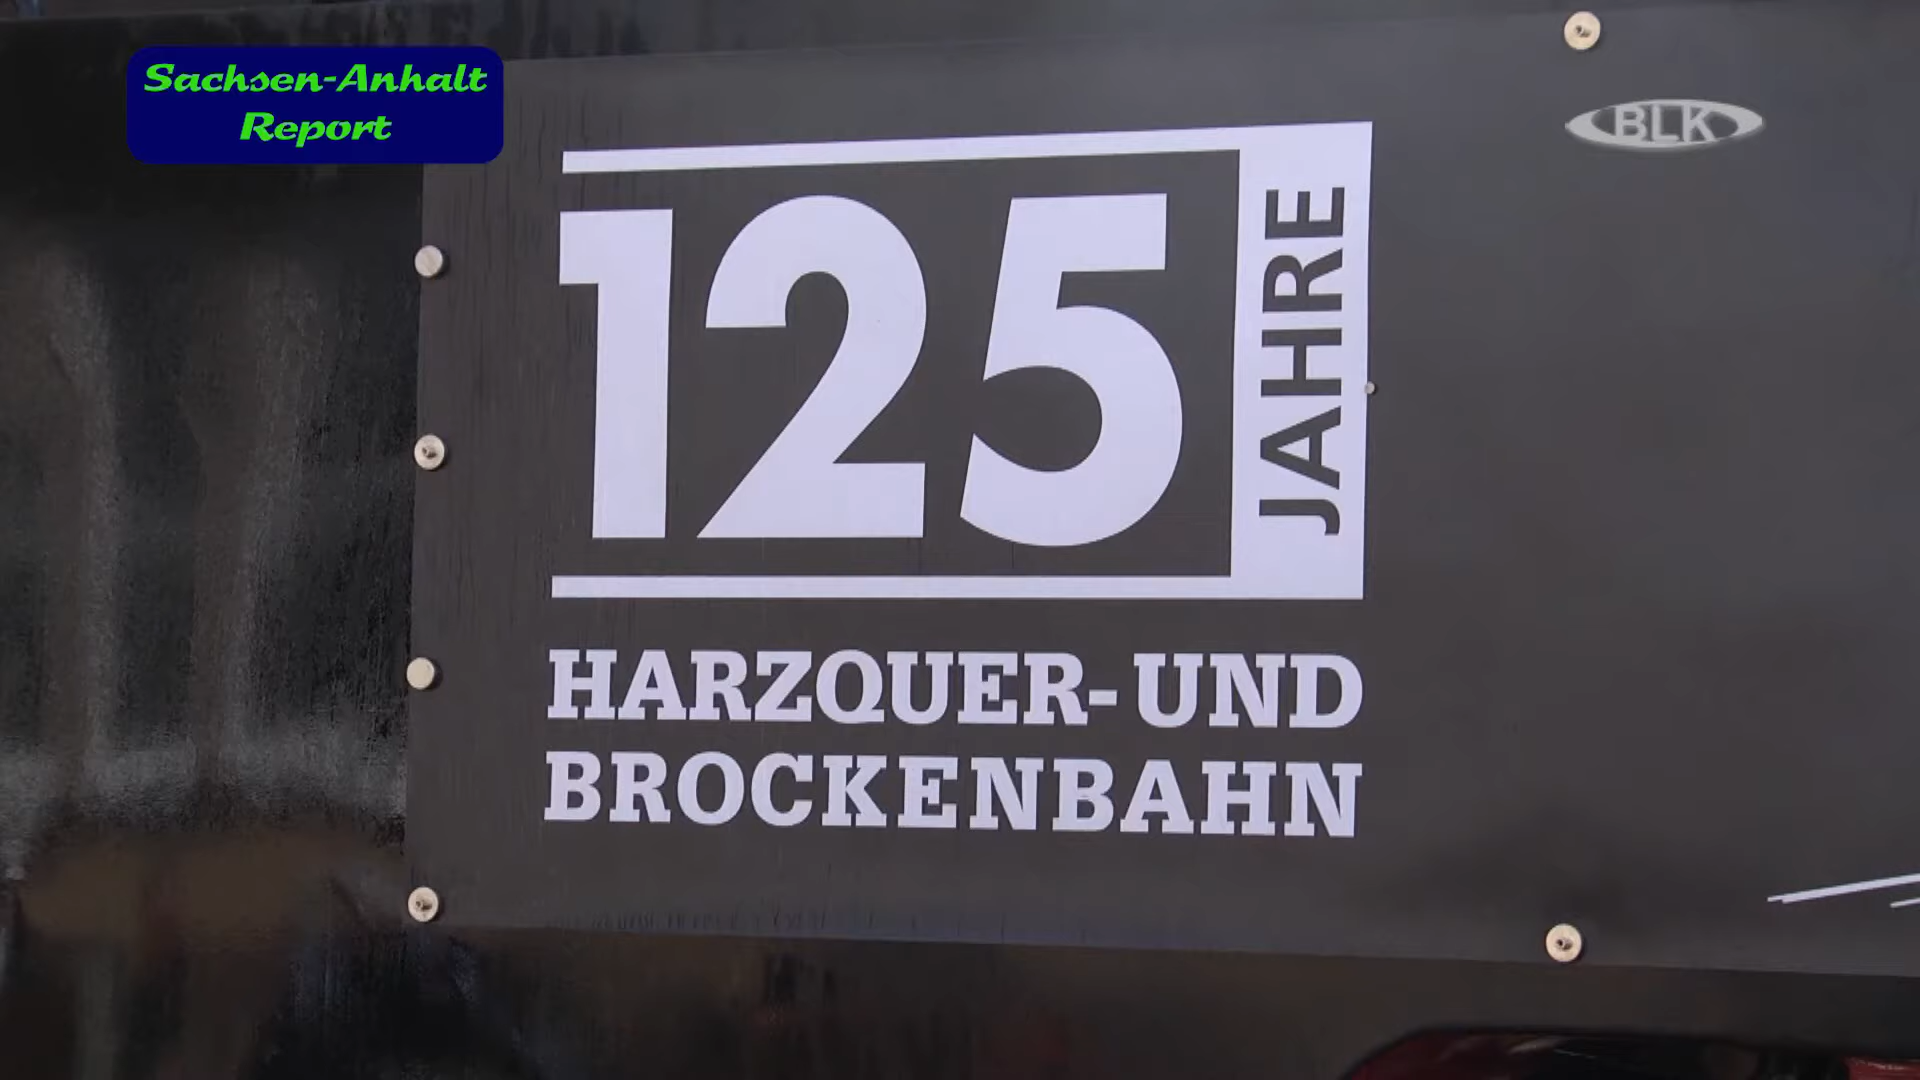 Sachsen-Anhalt
Report
BLK
125
JAHRE
HARZQUER- UND
BROCKENBAHN